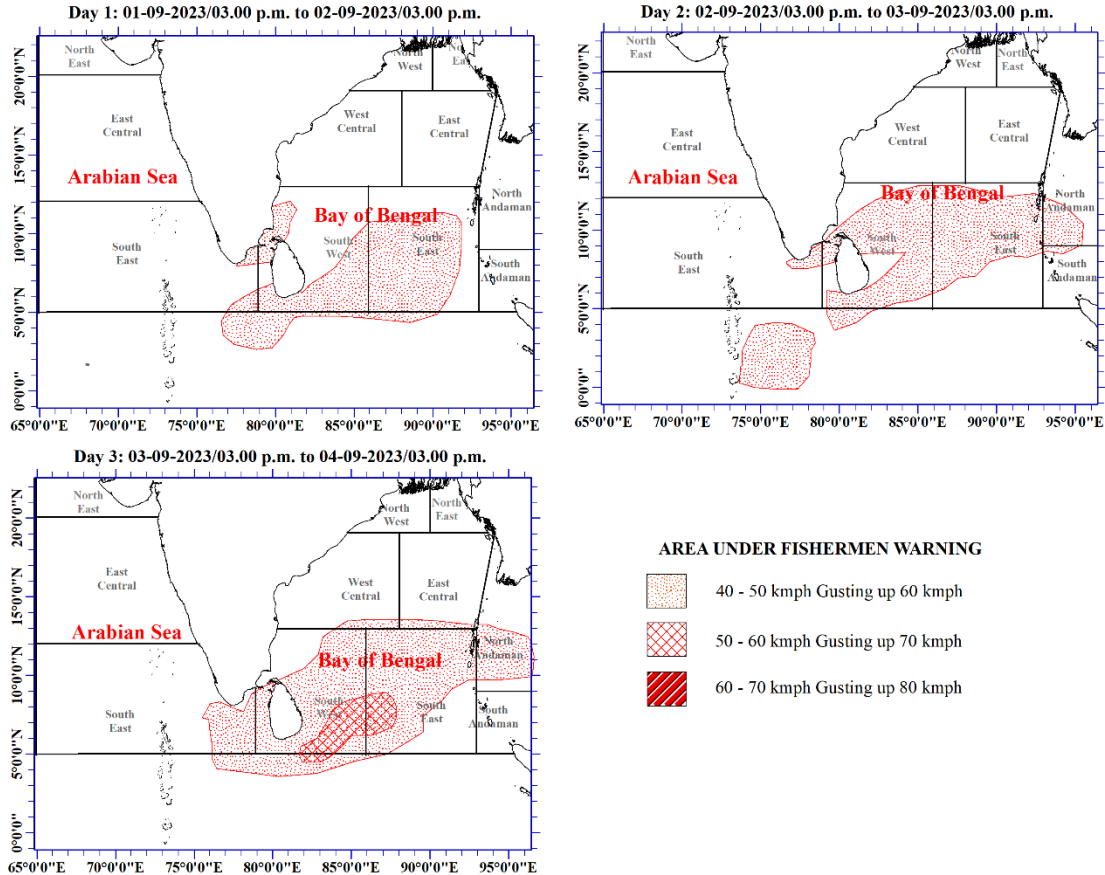 Day 1: 01-09-2023/03.00 p.m. to 02-09-2023/03.00 p.m.
North
East
North
West
East
East
Central
West
Central
East
Central
Arabian Sea
Bay of Bengal
North
Andaman
South
East
South
West
South
East
South
Andaman
20°0'0"N
15°0'0"N
10°0'0"N
5°0'0"N
0°0'0"
65°0'0"E
70°0'0"E
75°0'0"E
80°0'0"E
85°0'0"E
90°0'0"E
95°0'0"E
Day 2: 02-09-2023/03.00 p.m. to 03-09-2023/03.00 p.m.
North
East
North
West
North
East
East
Central
West
Central
East
Central
Arabian Sea
Bay of Bengal
North
Andaman
South
East
South
West
South
East
South
Andaman
20°0'0"N
15°0'0"N
10°0'0"N
5°0'0"N
0°0'0"
65°0'0"E
70°0'0"E
75°0'0"E
80°0'0"E
85°0'0"E
90°0'0"E
95°0'0"E
Day 3: 03-09-2023/03.00 p.m. to 04-09-2023/03.00 p.m.
North
East
North
West
North
East
East
Central
West
Central
East
Central
Arabian Sea
Bay of Bengal
North
Andaman
South
East
South
West
South
East
South
Andaman
20°0'0"N
15°0'0"N
10°0'0"N
5°0'0"N
0°0'0"
65°0'0"E
70°0'0"E
75°0'0"E
80°0'0"E
85°0'0"E
90°0'0"E
95°0'0"E
AREA UNDER FISHERMEN WARNING
40 - 50 kmph Gusting up 60 kmph
50 - 60 kmph Gusting up 70 kmph
60 - 70 kmph Gusting up 80 kmph